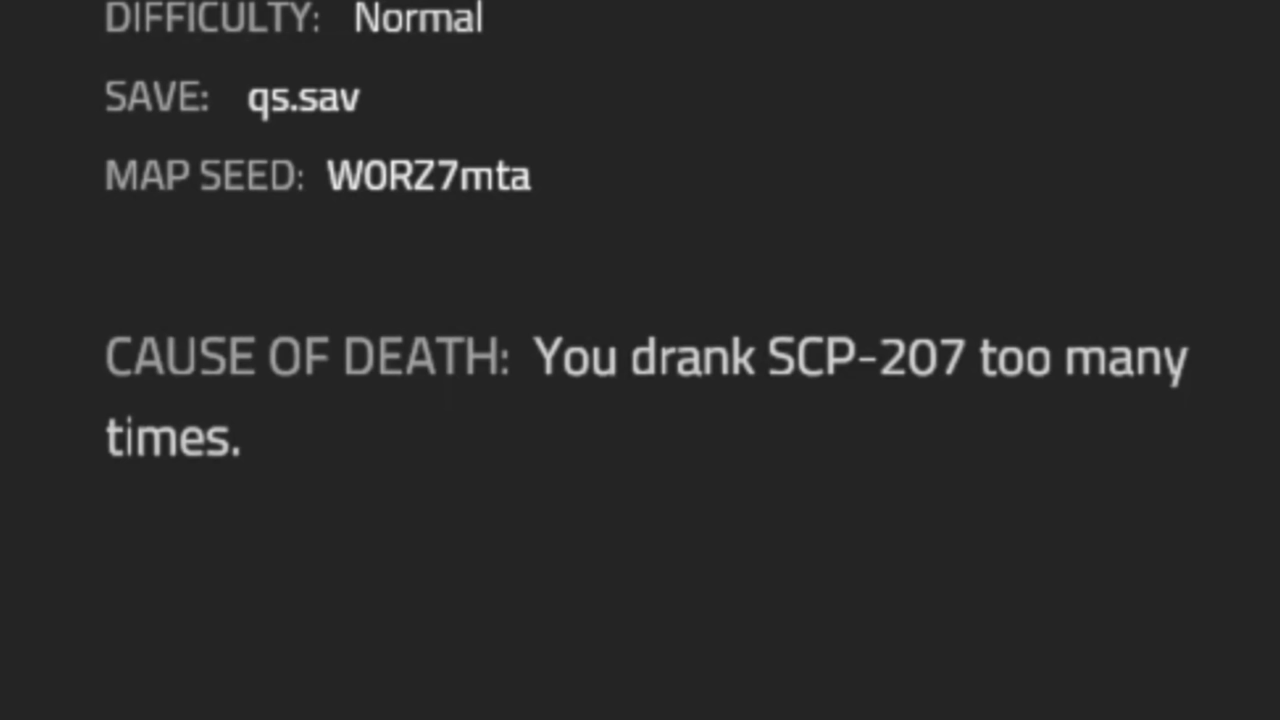 DIFFICULTY: Normal
SAVE: qs.sav
MAP SEED: W0RZ7mta
CAUSE OF DEATH: You drank SCP-207 too many
times.